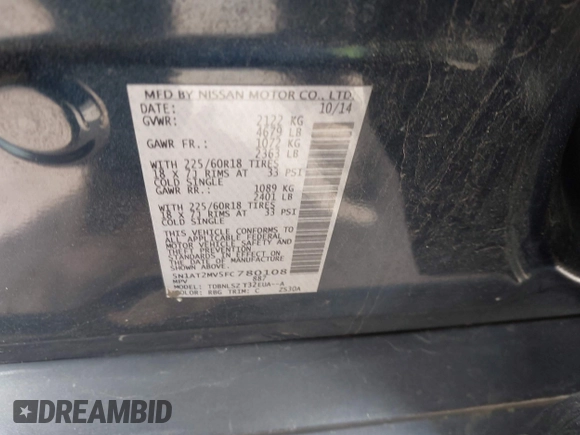 MFD BY NISSAN MOTOR CO., LTD.
DATE: 10/14
GVWR: 2122 KG
4679 LB
GAWR FR.: 1072 KG
2363 LB
WITH 225/60R18 TIRES
18 X 7J RIMS AT 33 PSI
COLD SINGLE
GAWR RR.: 1089 KG
2401 LB
WITH 225/60R18 TIRES
18 X 7J RIMS AT 33 PSI
COLD SINGLE
THIS VEHICLE CONFORMS TO
ALL APPLICABLE FEDERAL
MOTOR VEHICLE SAFETY AND
THEFT PREVENTION
STANDARDS IN EFFECT ON THE
DATE OF MANUFACTURE
SHOWN ABOVE.
5N1AT2MV5FC780108
MPV 887
MODEL:
COLOR: RBG TRIM: C
DREAMBID